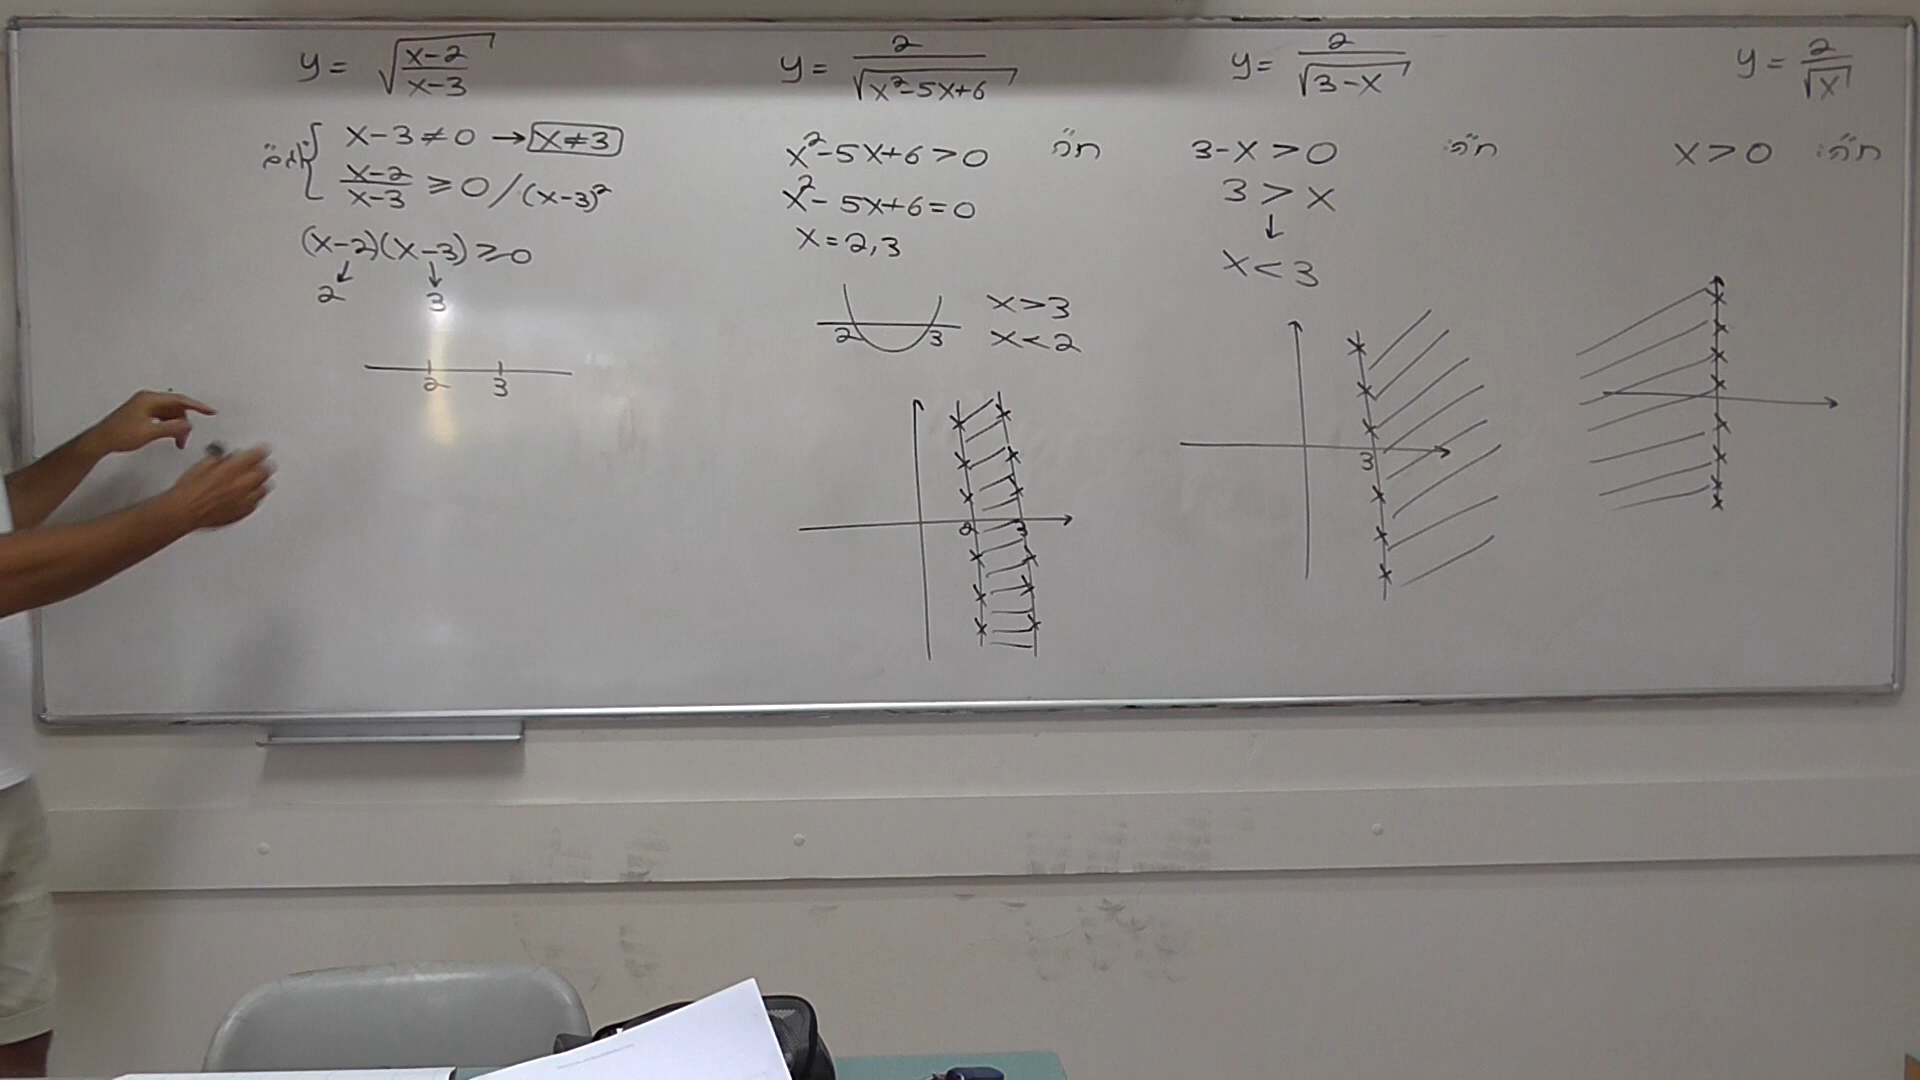 y = 2/√x
ת"ה: x > 0
y = 2/√(3-x)
ת"ה: 3-x > 0
3 > x
↓
x < 3
3
y = 2/√(x²-5x+6)
ת"ה x²-5x+6 > 0
x²-5x+6 = 0
x = 2,3
2 3 x > 3
x < 2
2 3
y = √((x-2)/(x-3))
x-3 ≠ 0 → x ≠ 3
(x-2)/(x-3) ≥ 0 /(x-3)²
(x-2)(x-3) ≥ 0
↓ ↓
2 3
2 3